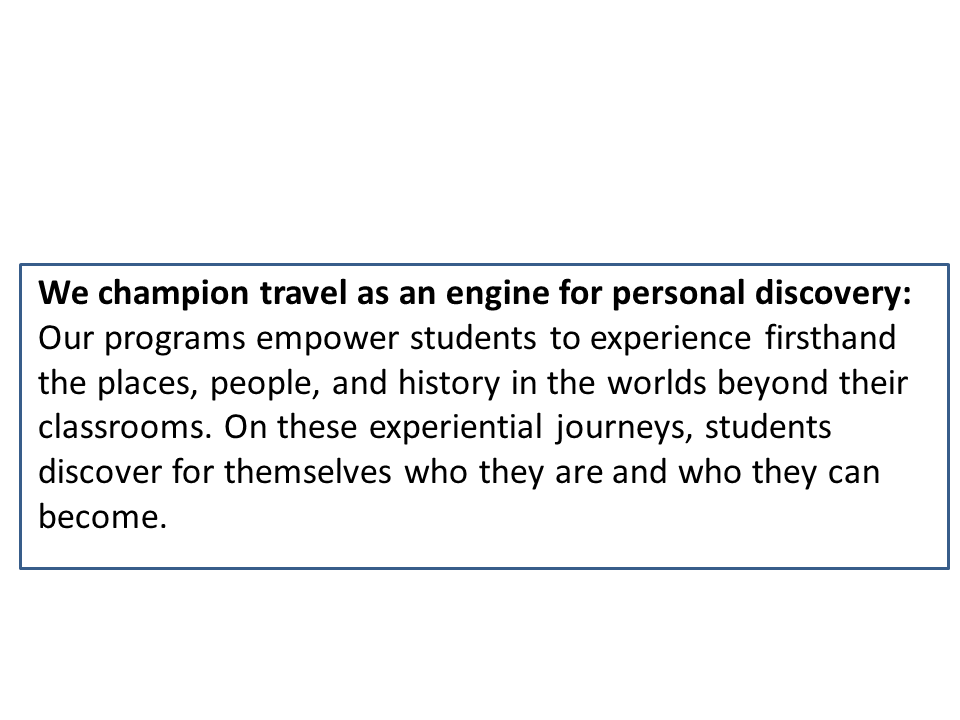 We champion travel as an engine for personal discovery:
Our programs empower students to experience firsthand
the places, people, and history in the worlds beyond their
classrooms. On these experiential journeys, students
discover for themselves who they are and who they can
become.